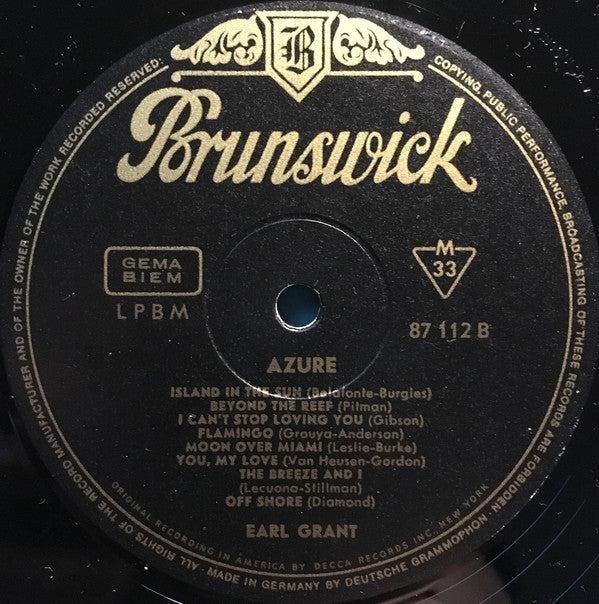 B
Brunswick
ALL RIGHTS OF THE RECORD MANUFACTURER AND OF THE OWNER OF THE WORK RECORDED RESERVED.
COPYING, PUBLIC PERFORMANCE, BROADCASTING OF THESE RECORDS ARE FORBIDDEN
GEMA
BIEM
LPBM
M
33
87 112 B
AZURE
ISLAND IN THE SUN (Belafonte-Burgies)
BEYOND THE REEF (Pitman)
I CAN'T STOP LOVING YOU (Gibson)
FLAMINGO (Grouya-Anderson)
MOON OVER MIAMI (Leslie-Burke)
YOU, MY LOVE (Van Heusen-Gordon)
THE BREEZE AND I
(Lecuona-Stillman)
OFF SHORE (Diamond)
EARL GRANT
ORIGINAL RECORDING IN AMERICA BY DECCA RECORDS INC, NEW YORK
MADE IN GERMANY BY DEUTSCHE GRAMMOPHON